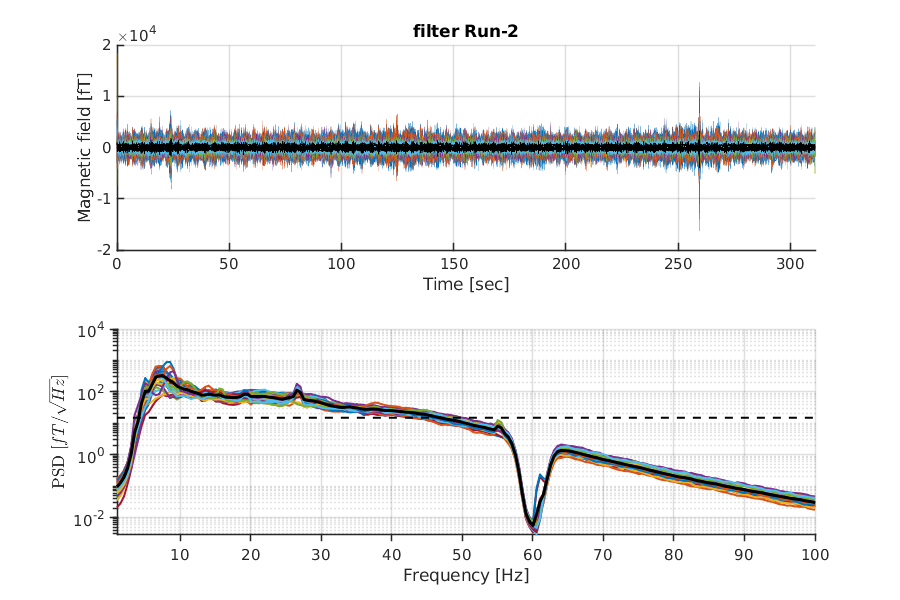 filter Run-2
×10^4
Magnetic field [fT]
2
1
0
-1
-2
0 50 100 150 200 250 300
Time [sec]
PSD [fT/√Hz]
10^4
10^2
10^0
10^-2
10 20 30 40 50 60 70 80 90 100
Frequency [Hz]